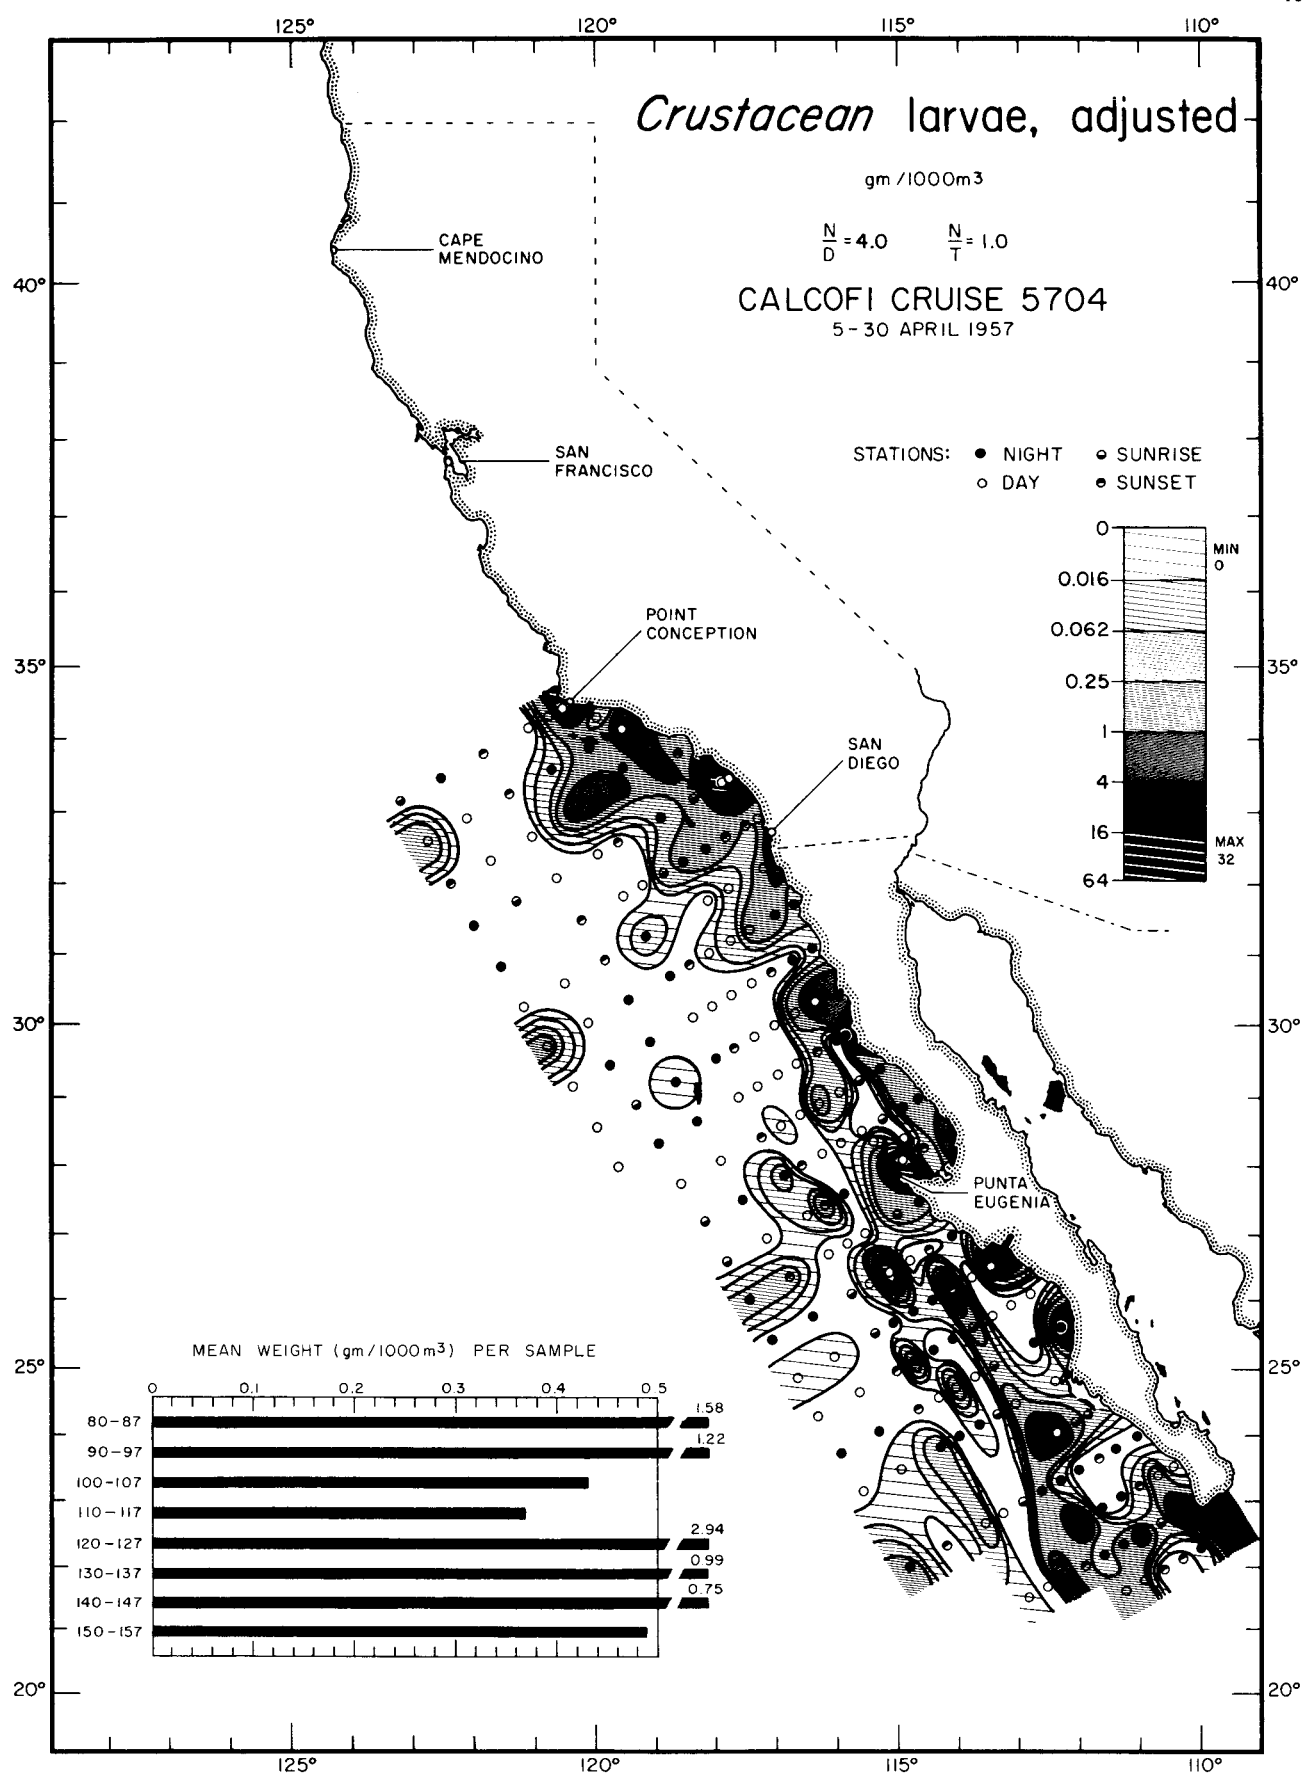 125° 120° 115° 110°
Crustacean larvae, adjusted
gm/1000m³
N/D = 4.0 N/T = 1.0
CALCOFI CRUISE 5704
5-30 APRIL 1957
CAPE
MENDOCINO
40° 40°
STATIONS: NIGHT SUNRISE
DAY SUNSET
SAN
FRANCISCO
0
MIN
0
0.016
0.062
0.25
1
4
16
MAX
32
64
POINT
CONCEPTION
35° 35°
SAN
DIEGO
30° 30°
PUNTA
EUGENIA
25° 25°
MEAN WEIGHT (gm/1000m³) PER SAMPLE
0 0.1 0.2 0.3 0.4 0.5
80-87 1.58
90-97 1.22
100-107
110-117
120-127 2.94
130-137 0.99
140-147 0.75
150-157
20° 20°
125° 120° 115° 110°